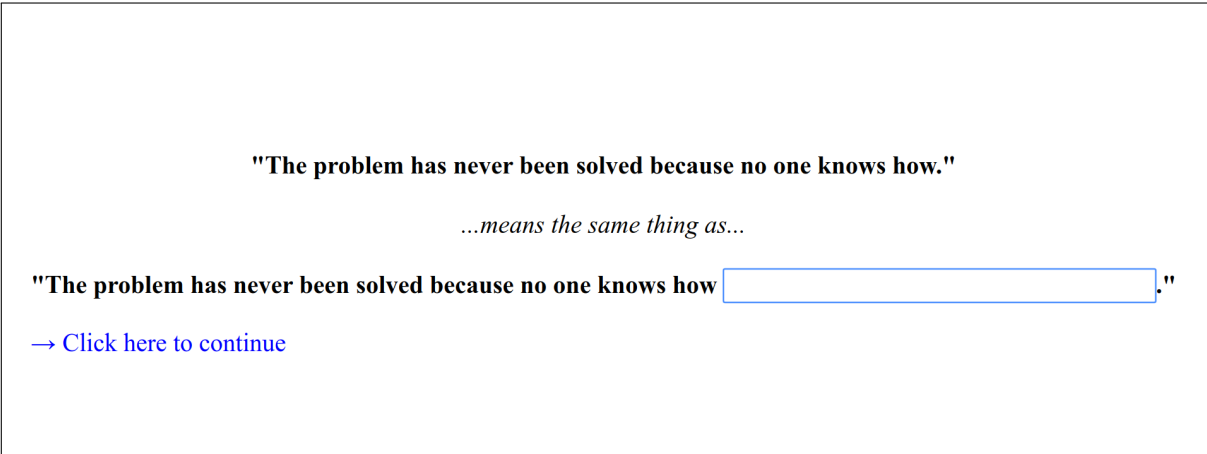 "The problem has never been solved because no one knows how."
...means the same thing as...
"The problem has never been solved because no one knows how ."
→ Click here to continue